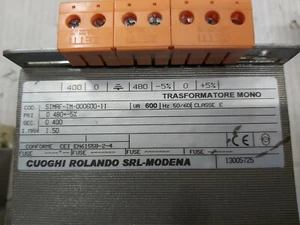 400 0 480 -5% 0 +5%
TRASFORMATORE MONO
COD. SIMRF-IM-000600-11 VA 600 Hz 50/60 CLASSE E
PRI 0 480+-5%
SEC. 0 400
I.MAX 1.50
CONFORME CEI EN61558-2-4
FUSE FUSE FUSE
CUOGHI ROLANDO SRL-MODENA 13005725